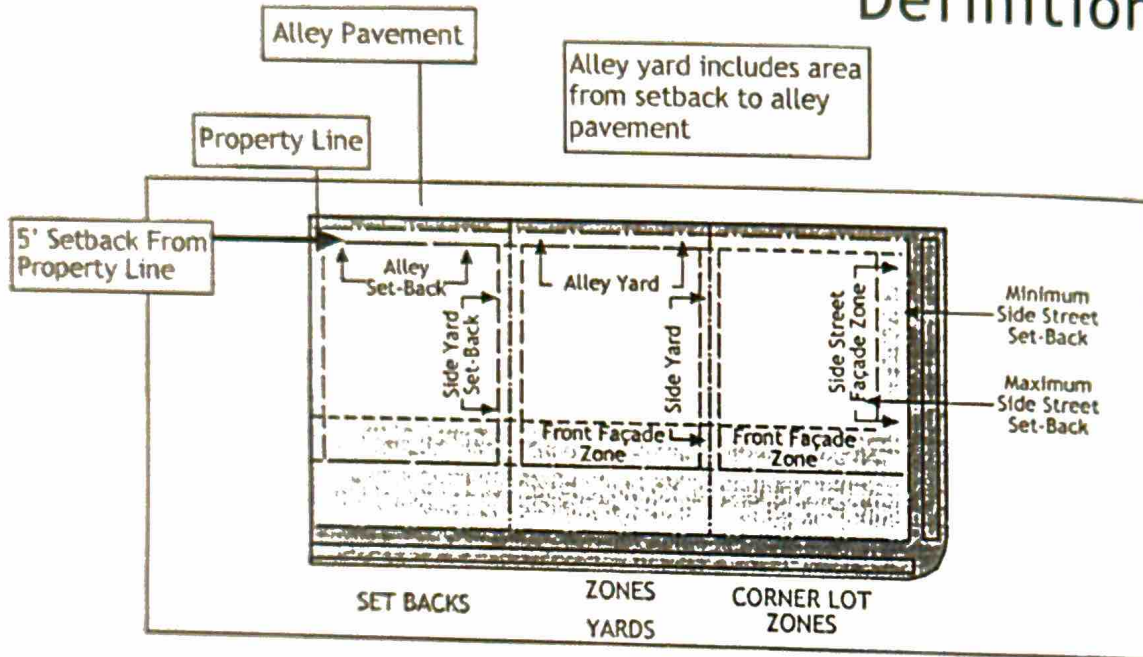 Definition
Alley Pavement
Alley yard includes area
from setback to alley
pavement
Property Line
5' Setback From
Property Line
Alley
Set-Back
Side Yard
Set-Back
Alley Yard
Side Yard
Side Street
Façade Zone
Minimum
Side Street
Set-Back
Maximum
Side Street
Set-Back
Front Façade
Zone
Front Façade
Zone
SET BACKS
ZONES
YARDS
CORNER LOT
ZONES